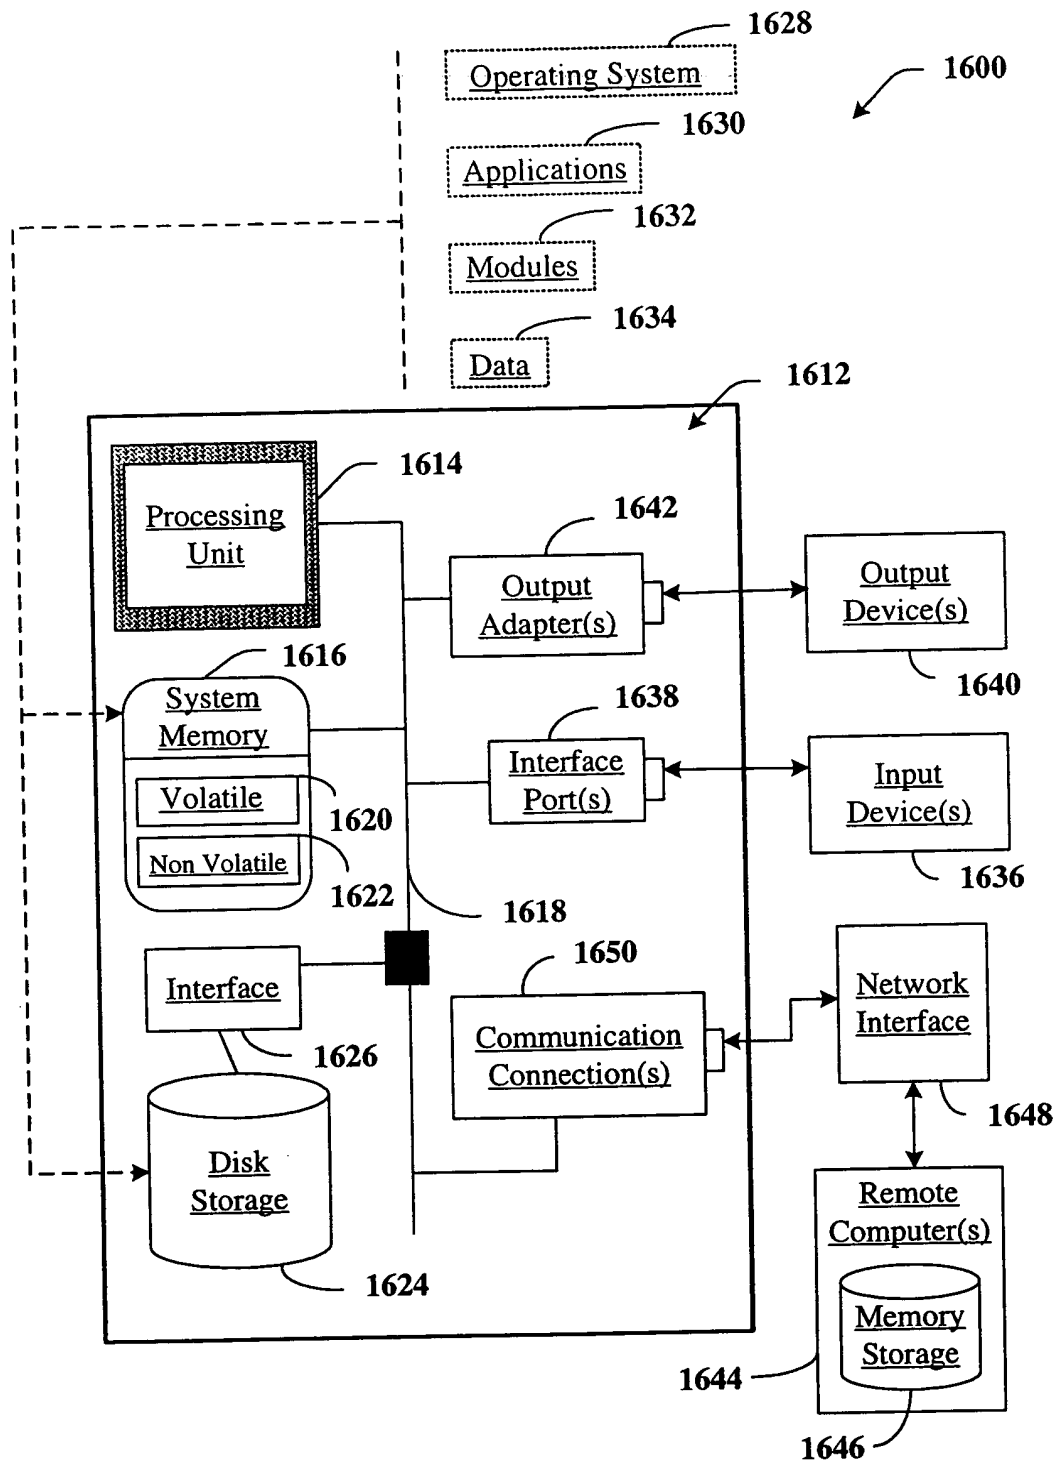 1628
Operating System
1600
1630
Applications
1632
Modules
1634
Data
1612
1614
Processing
Unit
1642
Output
Adapter(s)
Output
Device(s)
1640
1616
System
Memory
1638
Interface
Port(s)
Input
Device(s)
1636
Volatile
1620
Non Volatile
1622
1618
1650
Interface
1626
Communication
Connection(s)
Network
Interface
1648
Disk
Storage
1624
Remote
Computer(s)
Memory
Storage
1644
1646